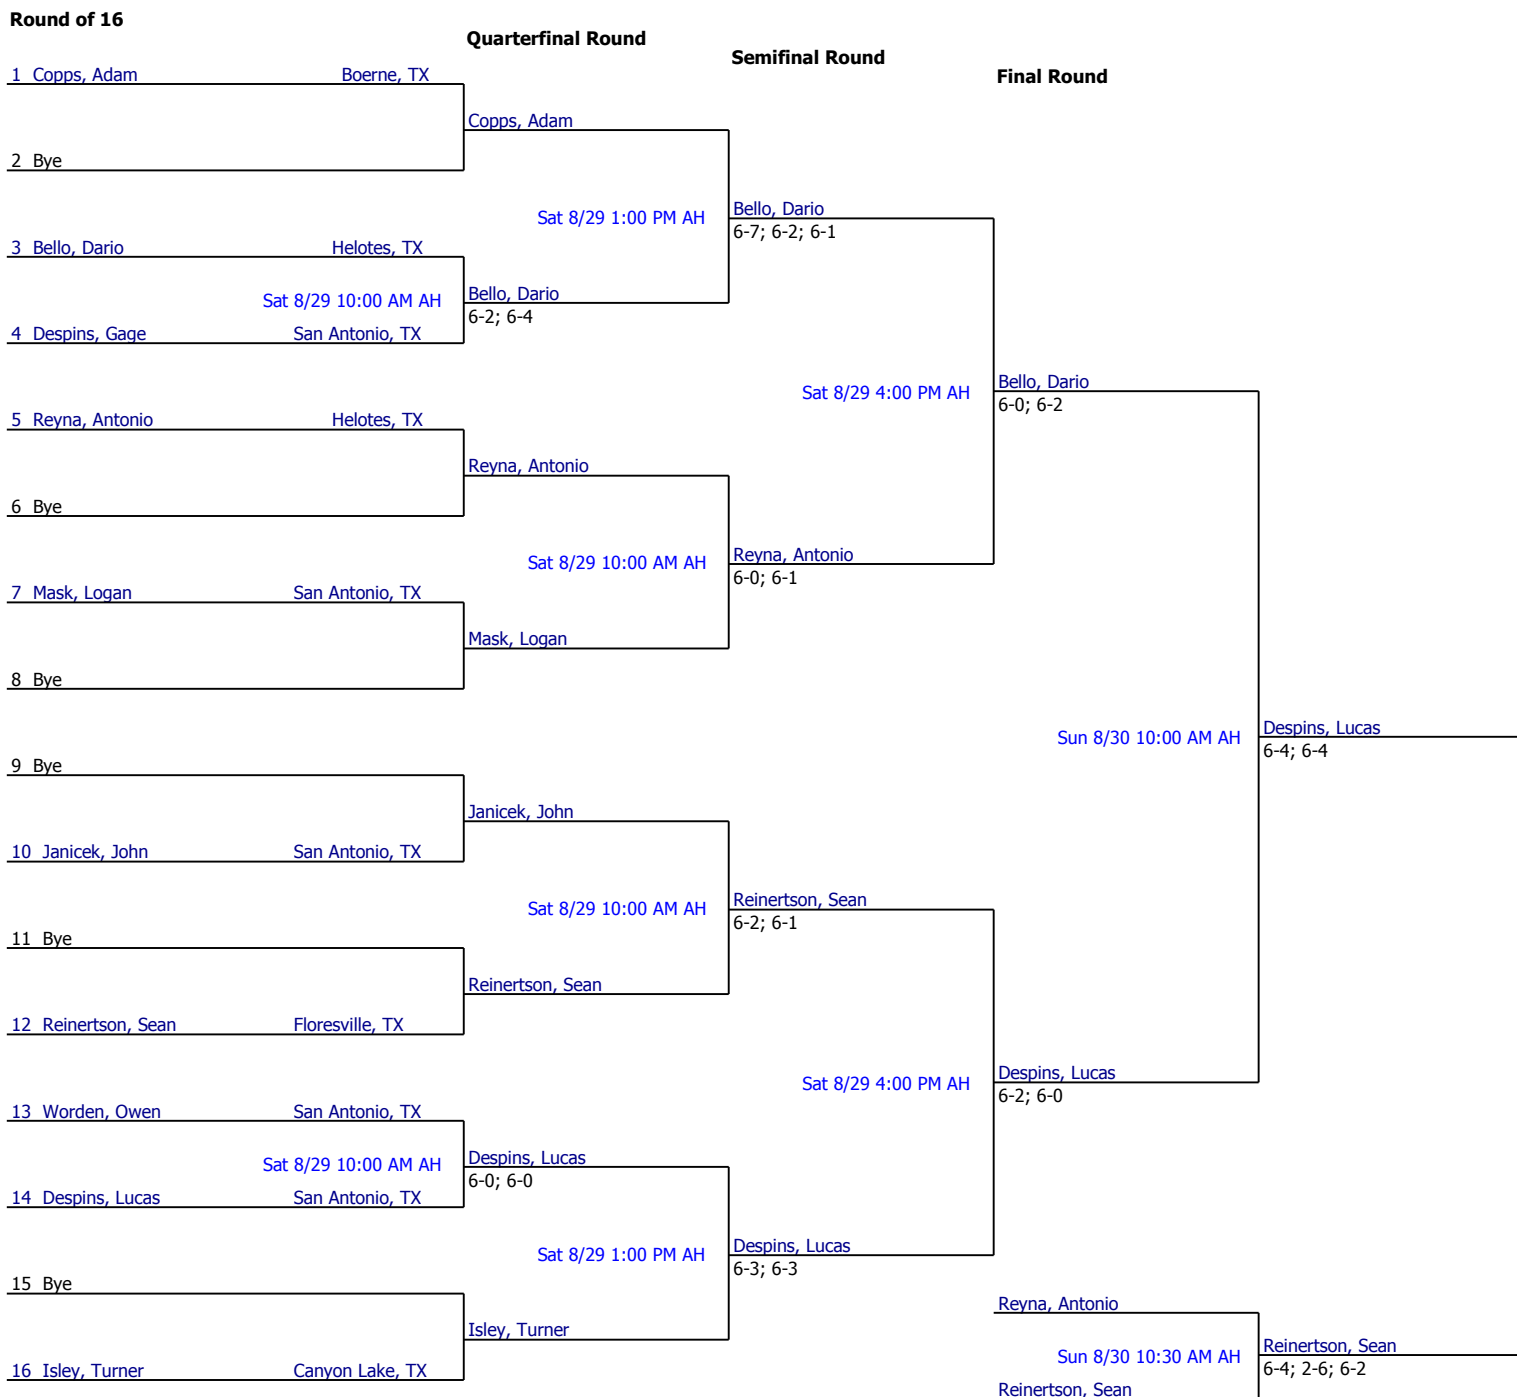 Round of 16
Quarterfinal Round
Semifinal Round
Final Round
1 Copps, Adam Boerne, TX
Copps, Adam
2 Bye
Sat 8/29 1:00 PM AH Bello, Dario
6-7; 6-2; 6-1
3 Bello, Dario Helotes, TX
Sat 8/29 10:00 AM AH Bello, Dario
6-2; 6-4
4 Despins, Gage San Antonio, TX
Sat 8/29 4:00 PM AH Bello, Dario
6-0; 6-2
5 Reyna, Antonio Helotes, TX
Reyna, Antonio
6 Bye
Sat 8/29 10:00 AM AH Reyna, Antonio
6-0; 6-1
7 Mask, Logan San Antonio, TX
Mask, Logan
8 Bye
Sun 8/30 10:00 AM AH Despins, Lucas
6-4; 6-4
9 Bye
Janicek, John
10 Janicek, John San Antonio, TX
Sat 8/29 10:00 AM AH Reinertson, Sean
6-2; 6-1
11 Bye
Reinertson, Sean
12 Reinertson, Sean Floresville, TX
Sat 8/29 4:00 PM AH Despins, Lucas
6-2; 6-0
13 Worden, Owen San Antonio, TX
Sat 8/29 10:00 AM AH Despins, Lucas
6-0; 6-0
14 Despins, Lucas San Antonio, TX
Sat 8/29 1:00 PM AH Despins, Lucas
6-3; 6-3
15 Bye
Reyna, Antonio
Isley, Turner
Sun 8/30 10:30 AM AH Reinertson, Sean
6-4; 2-6; 6-2
16 Isley, Turner Canyon Lake, TX
Reinertson, Sean